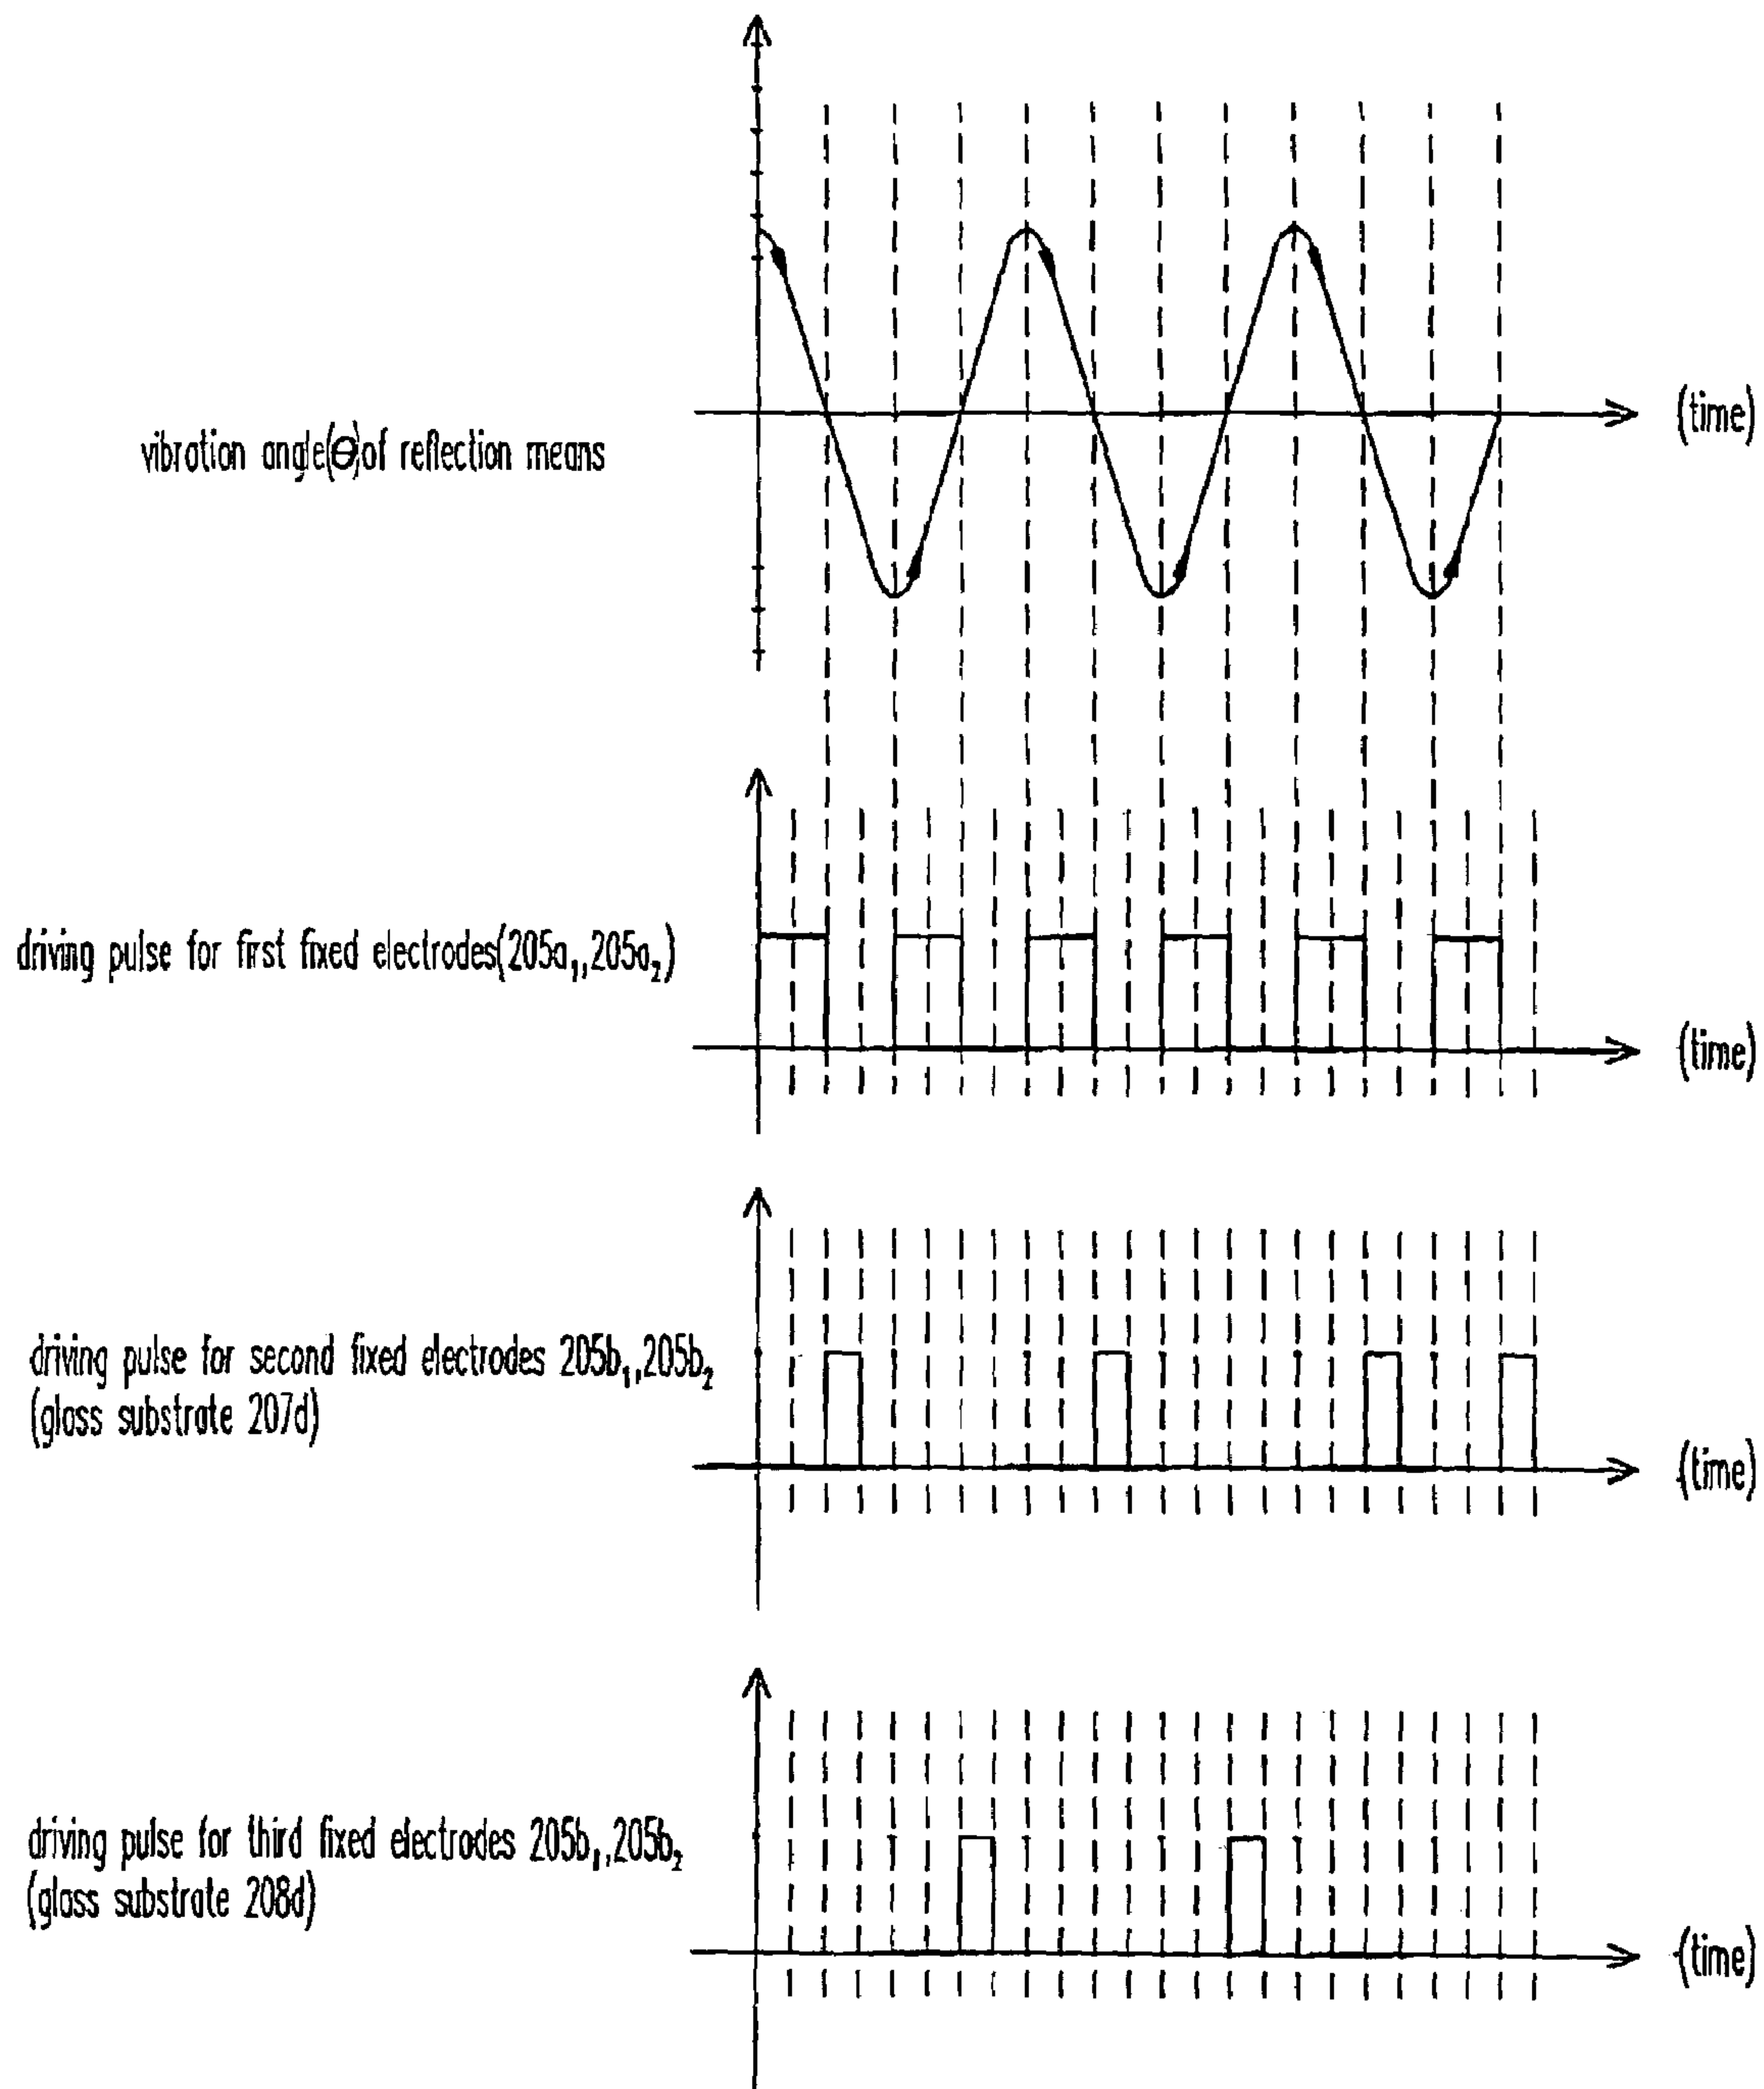 vibration angle(θ)of reflection means
(time)
driving pulse for first fixed electrodes(205a₁,205a₂)
(time)
driving pulse for second fixed electrodes 205b₁,205b₂
(glass substrate 207d)
(time)
driving pulse for third fixed electrodes 205b₁,205b₂
(glass substrate 208d)
(time)